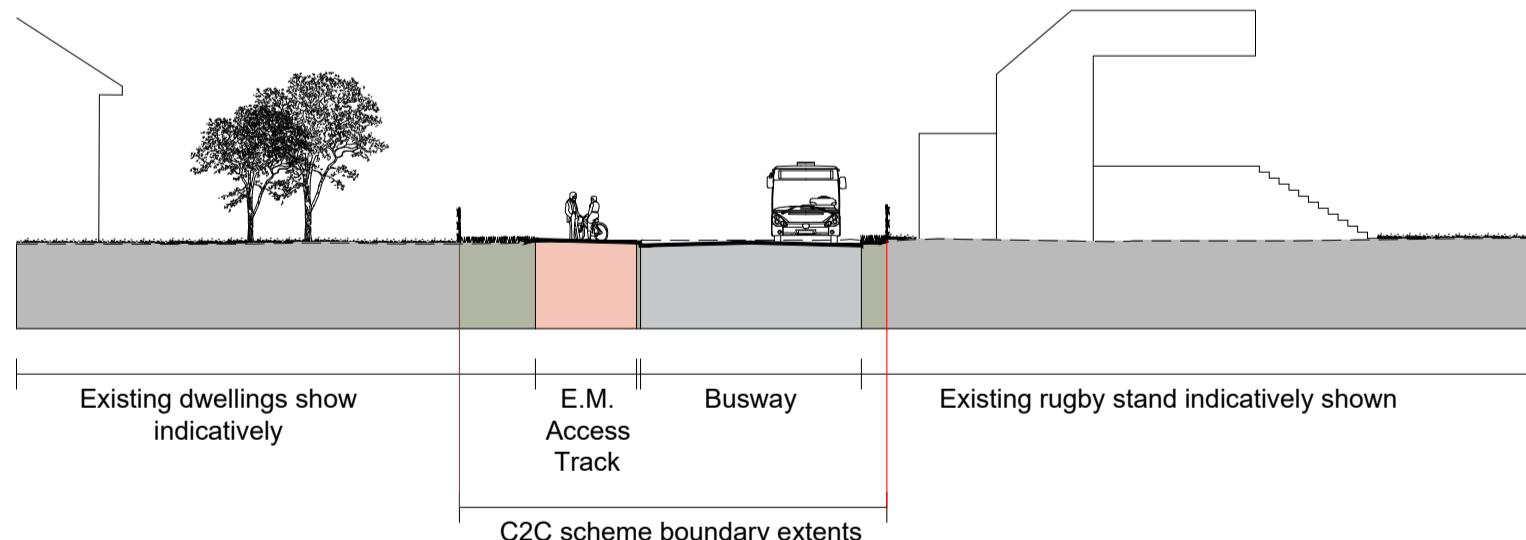 Existing dwellings show
indicatively
E.M.
Access
Track
Busway
Existing rugby stand indicatively shown
C2C scheme boundary extents